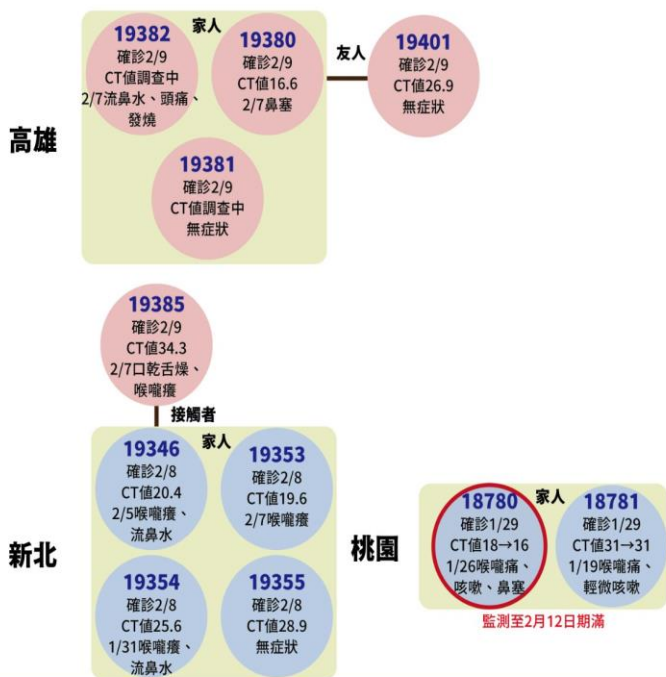 家人
19382
確診2/9
CT值調查中
2/7流鼻水、頭痛、
發燒
19380
確診2/9
CT值16.6
2/7鼻塞
友人
19401
確診2/9
CT值26.9
無症狀
高雄
19381
確診2/9
CT值調查中
無症狀
19385
確診2/9
CT值34.3
2/7口乾舌燥、
喉嚨癢
接觸者
家人
19346
確診2/8
CT值20.4
2/5喉嚨癢、
流鼻水
19353
確診2/8
CT值19.6
2/7喉嚨癢
新北
19354
確診2/8
CT值25.6
1/31喉嚨癢、
流鼻水
19355
確診2/8
CT值28.9
無症狀
桃園
家人
18780
確診1/29
CT值18→16
1/26喉嚨痛、
咳嗽、鼻塞
18781
確診1/29
CT值31→31
1/19喉嚨痛、
輕微咳嗽
監測至2月12日期滿